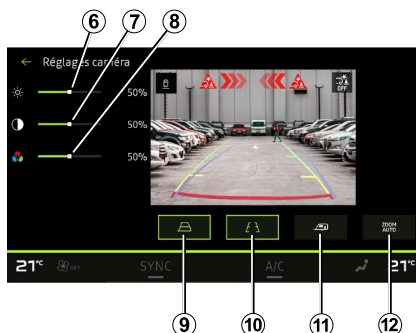 6 7 8
← Réglages caméra
OFF
50%
50%
50%
ZOOM AUTO
21°C OFF SYNC A/C 21°C
9 10 11 12